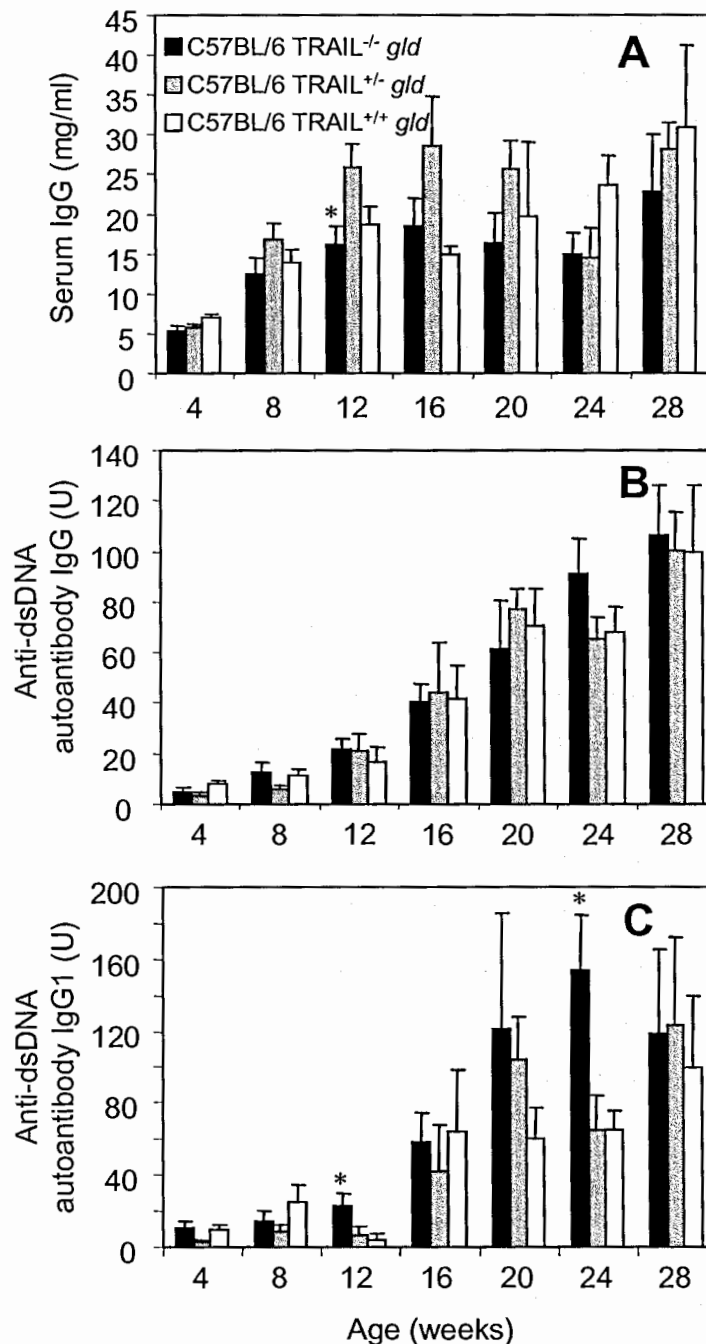 A
C57BL/6 TRAIL-/- gld
C57BL/6 TRAIL+/- gld
C57BL/6 TRAIL+/+ gld
Serum IgG (mg/ml)
45
40
35
30
25
20
15
10
5
0
*
4 8 12 16 20 24 28
B
Anti-dsDNA
autoantibody IgG (U)
140
120
100
80
60
40
20
0
4 8 12 16 20 24 28
C
Anti-dsDNA
autoantibody IgG1 (U)
200
160
120
80
40
0
*
*
4 8 12 16 20 24 28
Age (weeks)